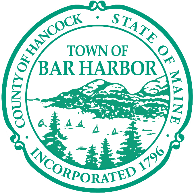 COUNTY OF HANCOCK · STATE OF MAINE
TOWN OF
BAR HARBOR
· INCORPORATED 1796 ·